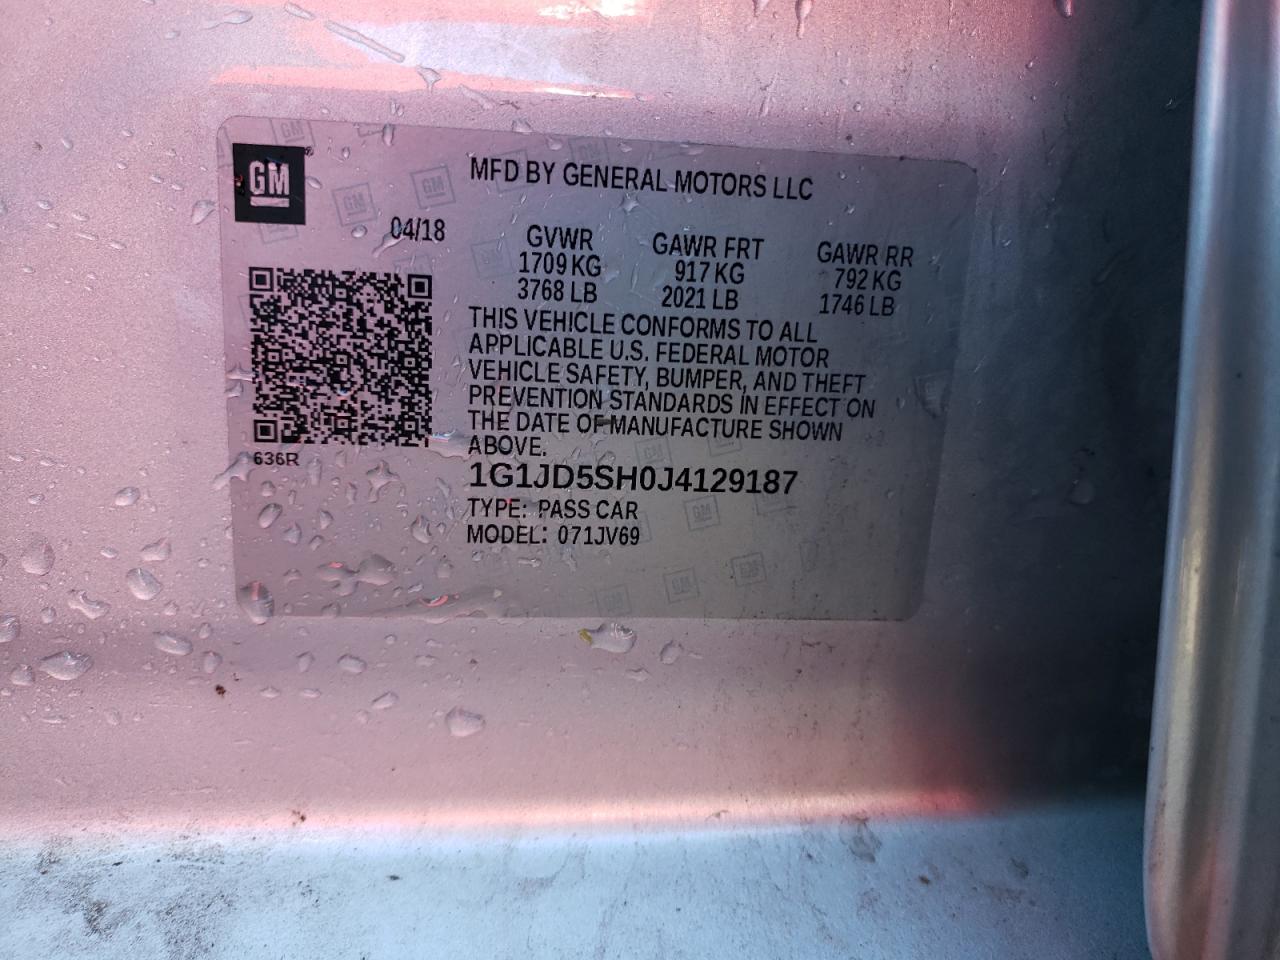 GM
MFD BY GENERAL MOTORS LLC
04/18
GVWR GAWR FRT GAWR RR
1709 KG 917 KG 792 KG
3768 LB 2021 LB 1746 LB
THIS VEHICLE CONFORMS TO ALL
APPLICABLE U.S. FEDERAL MOTOR
VEHICLE SAFETY, BUMPER, AND THEFT
PREVENTION STANDARDS IN EFFECT ON
THE DATE OF MANUFACTURE SHOWN
ABOVE.
636R
1G1JD5SH0J4129187
TYPE: PASS CAR
MODEL: 071JV69